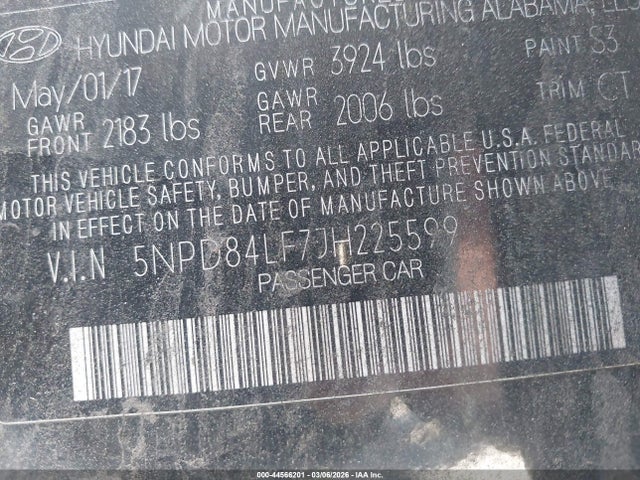 MANUFACTURED
HYUNDAI MOTOR MANUFACTURING ALABAMA,
May/01/17 GVWR 3924 lbs PAINT S3
GAWR FRONT 2183 lbs GAWR REAR 2006 lbs TRIM CT
THIS VEHICLE CONFORMS TO ALL APPLICABLE U.S.A. FEDERAL
MOTOR VEHICLE SAFETY, BUMPER, AND THEFT PREVENTION STANDAR
IN EFFECT ON THE DATE OF MANUFACTURE SHOWN ABOVE.
V.I.N 5NPD84LF7JH225599
PASSENGER CAR
000-44566201 - 03/06/2026 - IAA Inc.